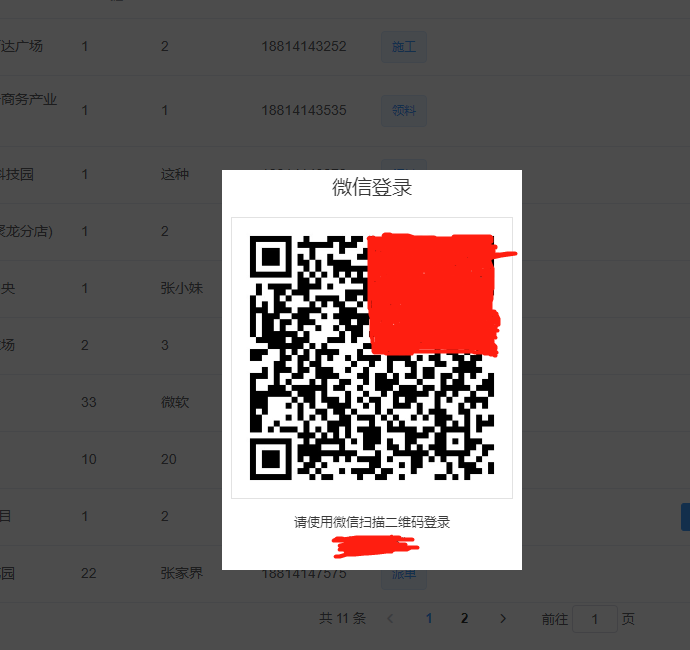 达广场 1 2 18814143252 施工
商务产业
1 1 18814143535 领料
科技园 1 这种
聚龙分店) 1 2
央 1 张小妹
场 2 3
33 微软
10 20
目 1 2
园 22 张家界 18814147575 派单
微信登录
请使用微信扫描二维码登录
共 11 条 1 2 前往 1 页